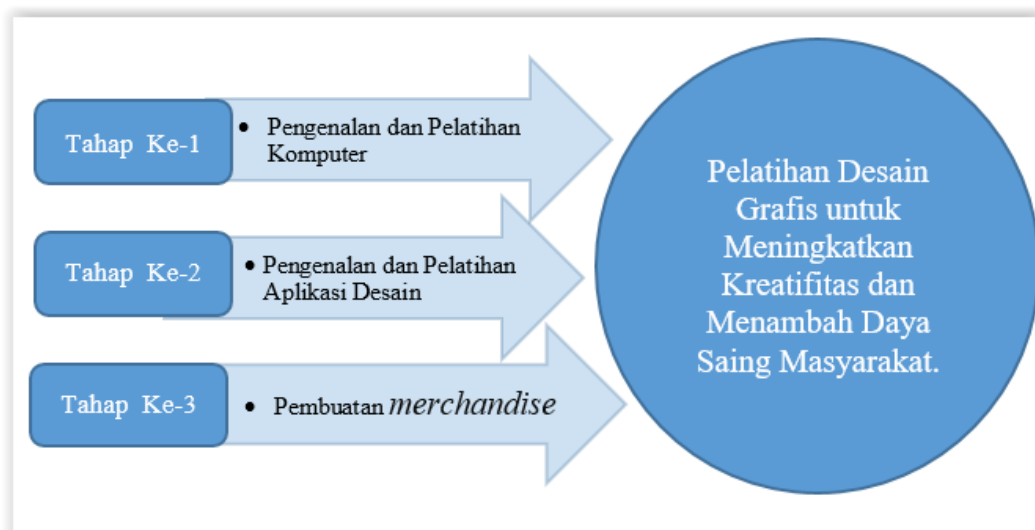 Tahap Ke-1
• Pengenalan dan Pelatihan
Komputer
Tahap Ke-2
• Pengenalan dan Pelatihan
Aplikasi Desain
Tahap Ke-3
• Pembuatan merchandise
Pelatihan Desain
Grafis untuk
Meningkatkan
Kreatifitas dan
Menambah Daya
Saing Masyarakat.